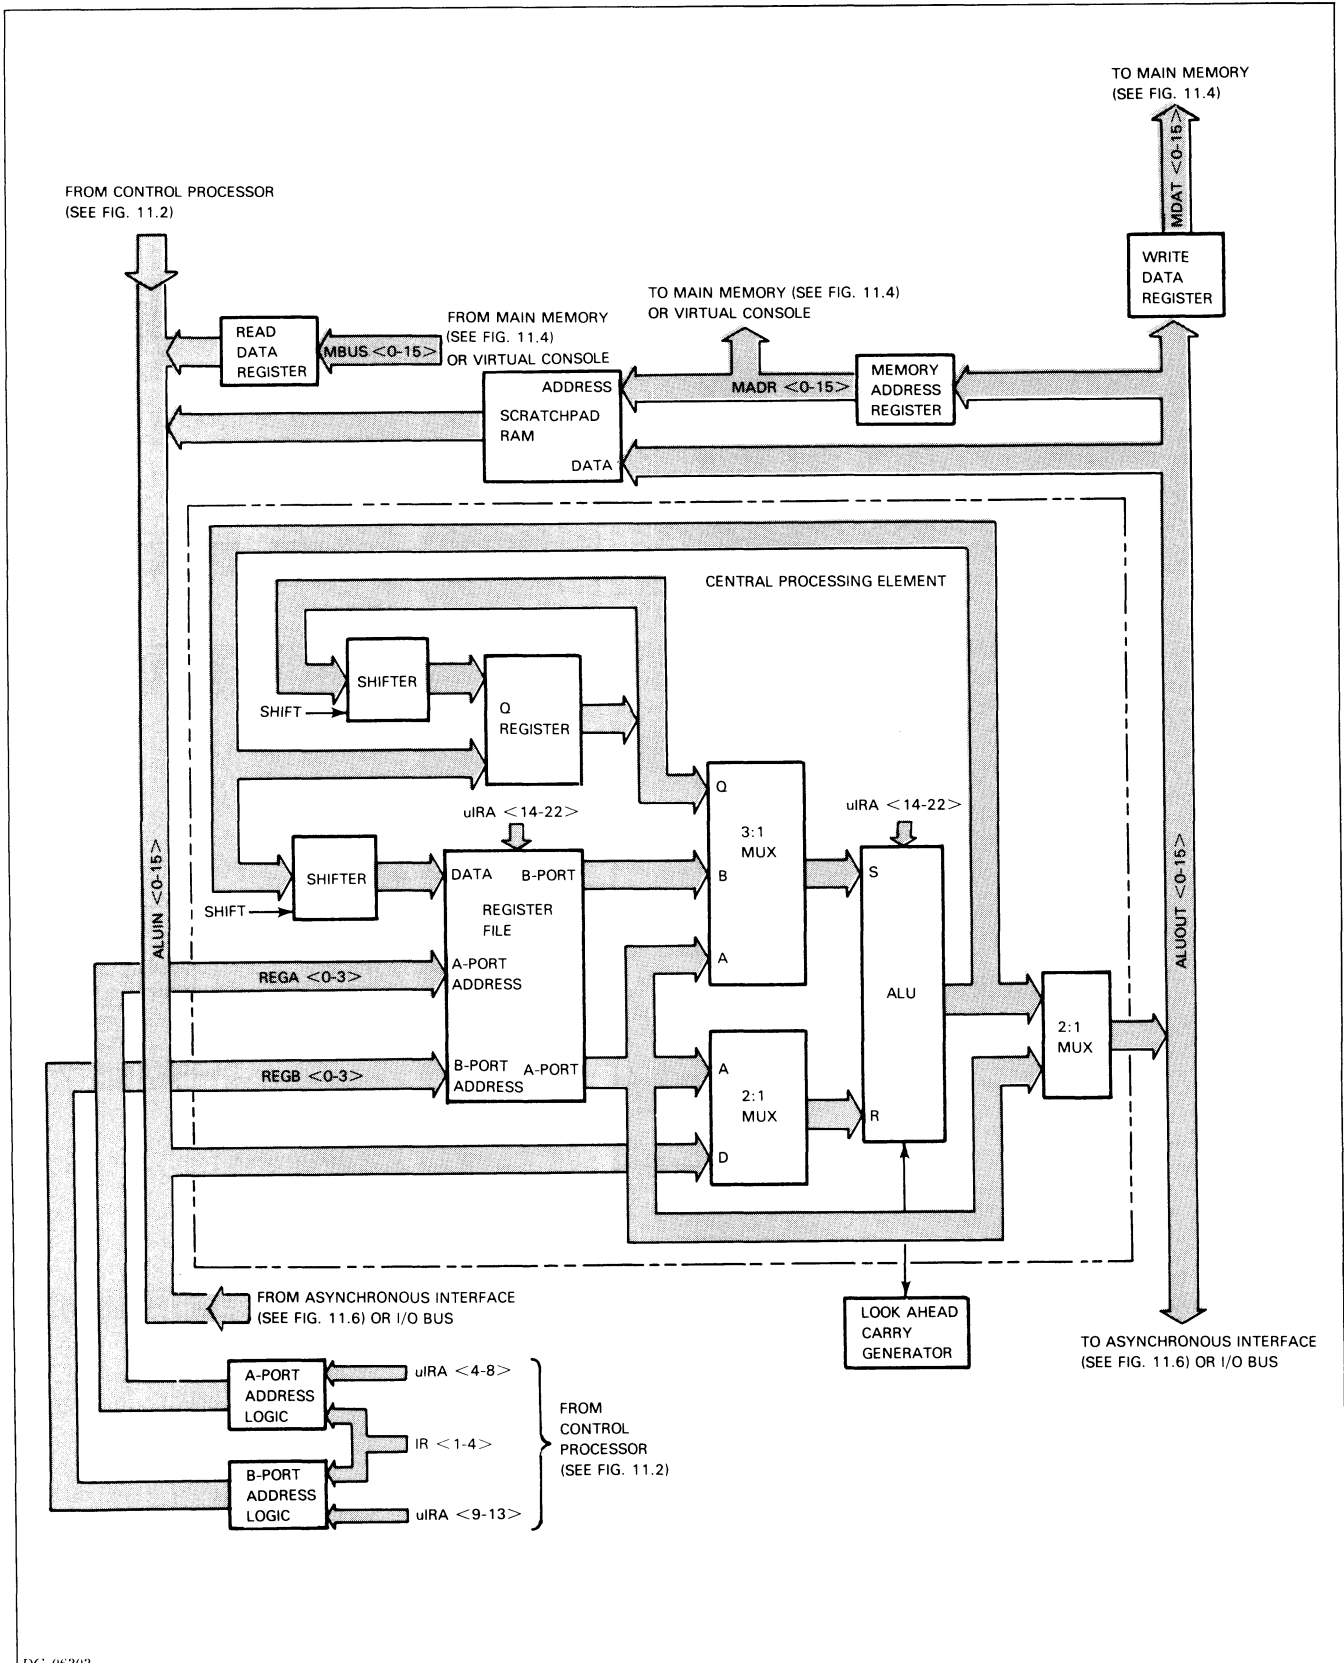 TO MAIN MEMORY
(SEE FIG. 11.4)
MDAT <0-15>
FROM CONTROL PROCESSOR
(SEE FIG. 11.2)
WRITE
DATA
REGISTER
TO MAIN MEMORY (SEE FIG. 11.4)
OR VIRTUAL CONSOLE
READ
DATA
REGISTER
MBUS <0-15>
FROM MAIN MEMORY
(SEE FIG. 11.4)
OR VIRTUAL CONSOLE
ADDRESS
SCRATCHPAD
RAM
DATA
MADR <0-15>
MEMORY
ADDRESS
REGISTER
CENTRAL PROCESSING ELEMENT
SHIFTER
SHIFT
Q
REGISTER
uIRA <14-22>
Q
3:1
MUX
B
A
uIRA <14-22>
SHIFTER
SHIFT
DATA
B-PORT
REGISTER
FILE
A-PORT
ADDRESS
B-PORT
ADDRESS
A-PORT
S
ALU
R
ALUIN <0-15>
ALUOUT <0-15>
REGA <0-3>
REGB <0-3>
A
2:1
MUX
D
2:1
MUX
FROM ASYNCHRONOUS INTERFACE
(SEE FIG. 11.6) OR I/O BUS
LOOK AHEAD
CARRY
GENERATOR
TO ASYNCHRONOUS INTERFACE
(SEE FIG. 11.6) OR I/O BUS
A-PORT
ADDRESS
LOGIC
uIRA <4-8>
IR <1-4>
B-PORT
ADDRESS
LOGIC
uIRA <9-13>
FROM
CONTROL
PROCESSOR
(SEE FIG. 11.2)